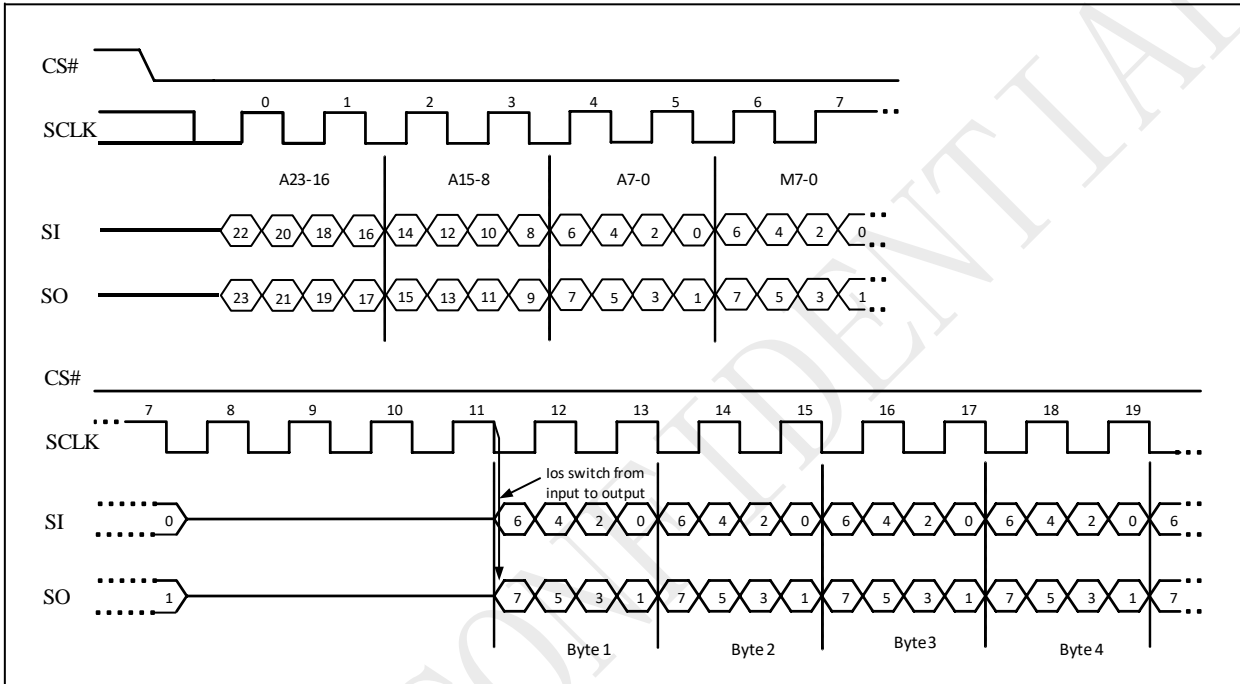 CS#
0 1 2 3 4 5 6 7
SCLK
A23-16 A15-8 A7-0 M7-0
SI 22 20 18 16 14 12 10 8 6 4 2 0 6 4 2 0
SO 23 21 19 17 15 13 11 9 7 5 3 1 7 5 3 1
CS#
7 8 9 10 11 12 13 14 15 16 17 18 19
SCLK
Ios switch from
input to output
SI 0 6 4 2 0 6 4 2 0 6 4 2 0 6 4 2 0 6
SO 1 7 5 3 1 7 5 3 1 7 5 3 1 7 5 3 1 7
Byte 1 Byte 2 Byte 3 Byte 4
CONFIDENTIAL